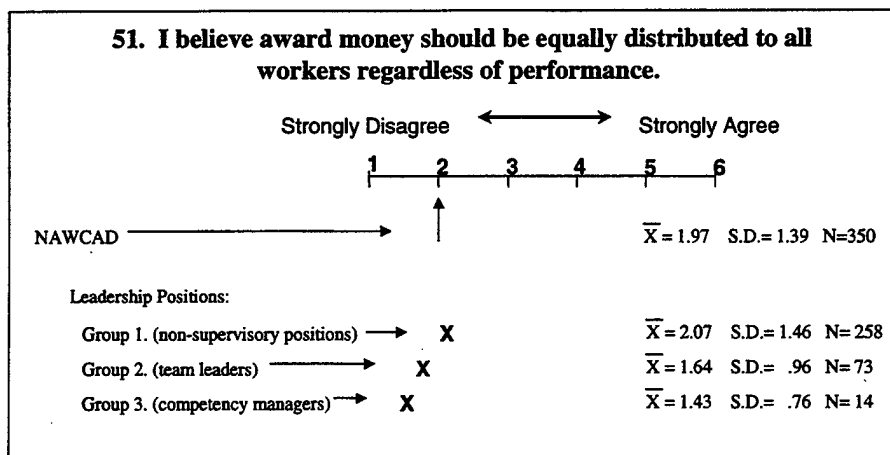 51. I believe award money should be equally distributed to all
workers regardless of performance.
Strongly Disagree Strongly Agree
1 2 3 4 5 6
NAWCAD X̄ = 1.97 S.D.= 1.39 N=350
Leadership Positions:
Group 1. (non-supervisory positions) X X̄ = 2.07 S.D.= 1.46 N= 258
Group 2. (team leaders) X X̄ = 1.64 S.D.= .96 N= 73
Group 3. (competency managers) X X̄ = 1.43 S.D.= .76 N= 14